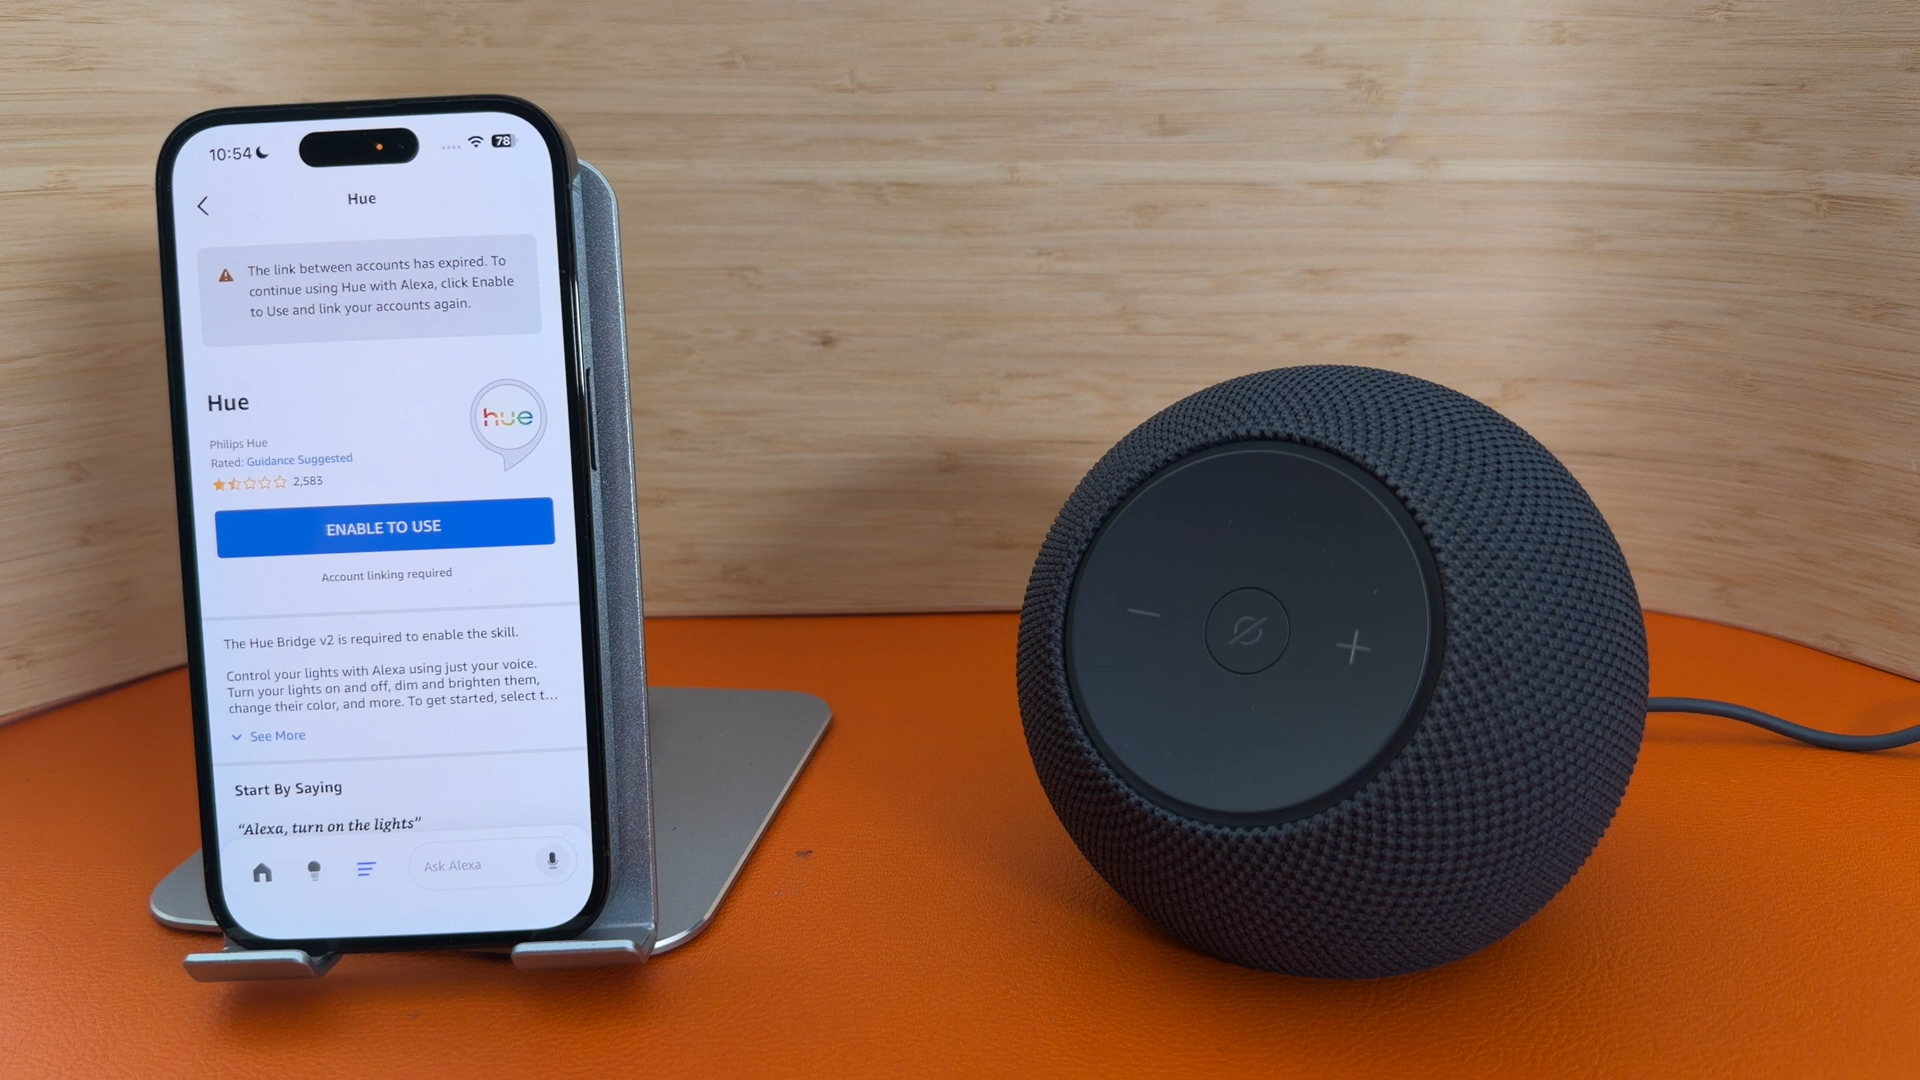 10:54
78
Hue
The link between accounts has expired. To
continue using Hue with Alexa, click Enable
to Use and link your accounts again.
Hue
hue
Philips Hue
Rated: Guidance Suggested
2,583
ENABLE TO USE
Account linking required
The Hue Bridge v2 is required to enable the skill.
Control your lights with Alexa using just your voice.
Turn your lights on and off, dim and brighten them,
change their color, and more. To get started, select t...
See More
Start By Saying
“Alexa, turn on the lights”
Ask Alexa